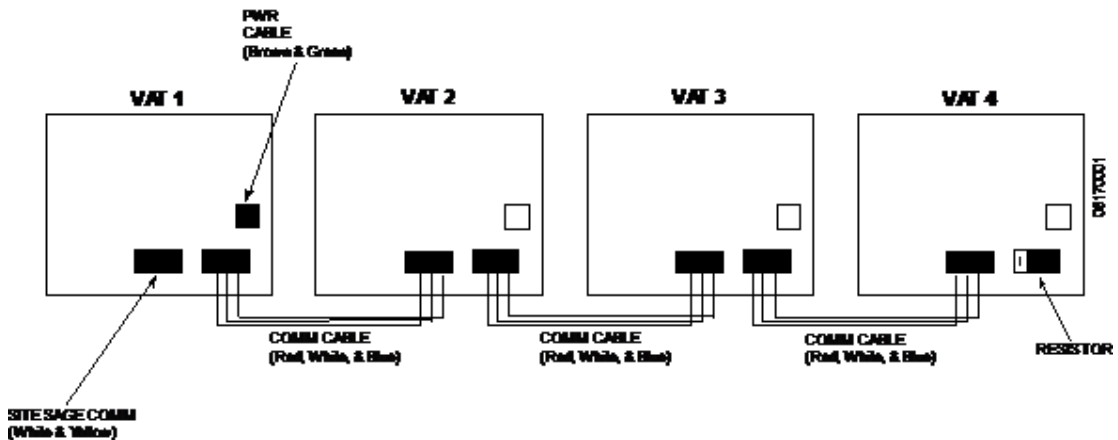 PWR
CABLE
(Brown & Green)
VAT 1
VAT 2
VAT 3
VAT 4
06170001
COMM CABLE
(Red, White, & Blue)
COMM CABLE
(Red, White, & Blue)
COMM CABLE
(Red, White, & Blue)
RESISTOR
SITE SAGE COMM
(White & Yellow)